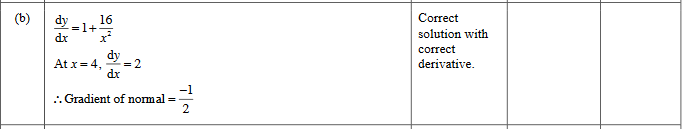 (b)
dy/dx = 1 + 16/x²
At x = 4, dy/dx = 2
∴ Gradient of normal = -1/2
Correct
solution with
correct
derivative.